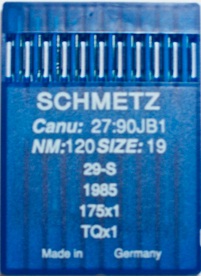 SCHMETZ
Canu: 27:90JB1
NM:120 SIZE: 19
29-S
1985
175x1
TQx1
Made in Germany